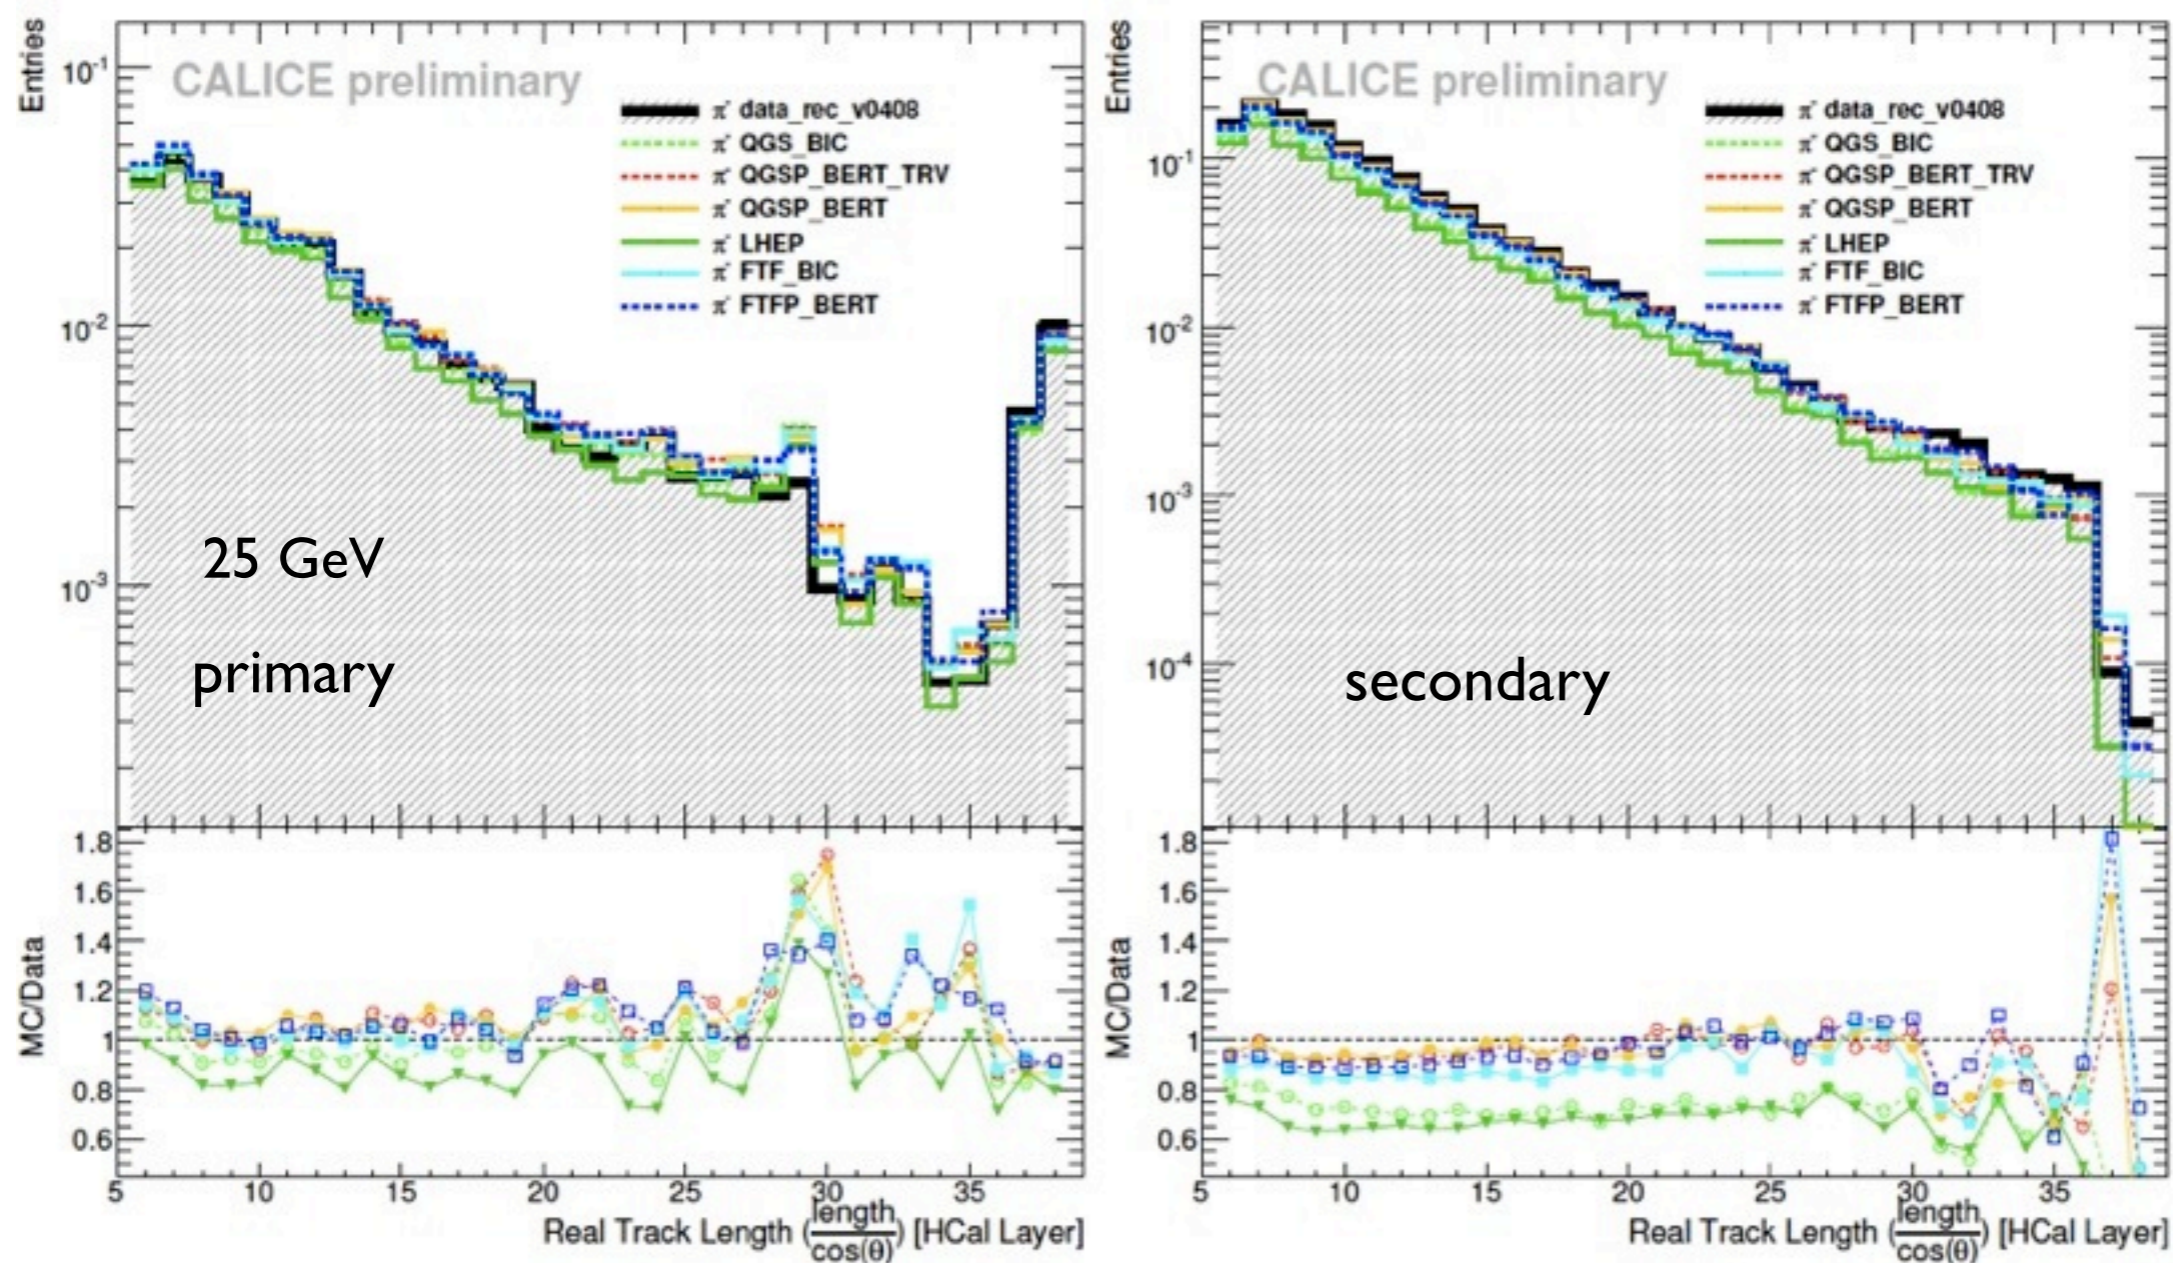 CALICE preliminary
Entries
10⁻¹
10⁻²
10⁻³
π⁻ data_rec_v0408
π⁻ QGS_BIC
π⁻ QGSP_BERT_TRV
π⁻ QGSP_BERT
π⁻ LHEP
π⁻ FTF_BIC
π⁻ FTFP_BERT
25 GeV
primary
MC/Data
1.8
1.6
1.4
1.2
1
0.8
0.6
5 10 15 20 25 30 35
Real Track Length (length/cos(θ)) [HCal Layer]
CALICE preliminary
Entries
10⁻¹
10⁻²
10⁻³
10⁻⁴
π⁻ data_rec_v0408
π⁻ QGS_BIC
π⁻ QGSP_BERT_TRV
π⁻ QGSP_BERT
π⁻ LHEP
π⁻ FTF_BIC
π⁻ FTFP_BERT
secondary
MC/Data
1.8
1.6
1.4
1.2
1
0.8
0.6
5 10 15 20 25 30 35
Real Track Length (length/cos(θ)) [HCal Layer]